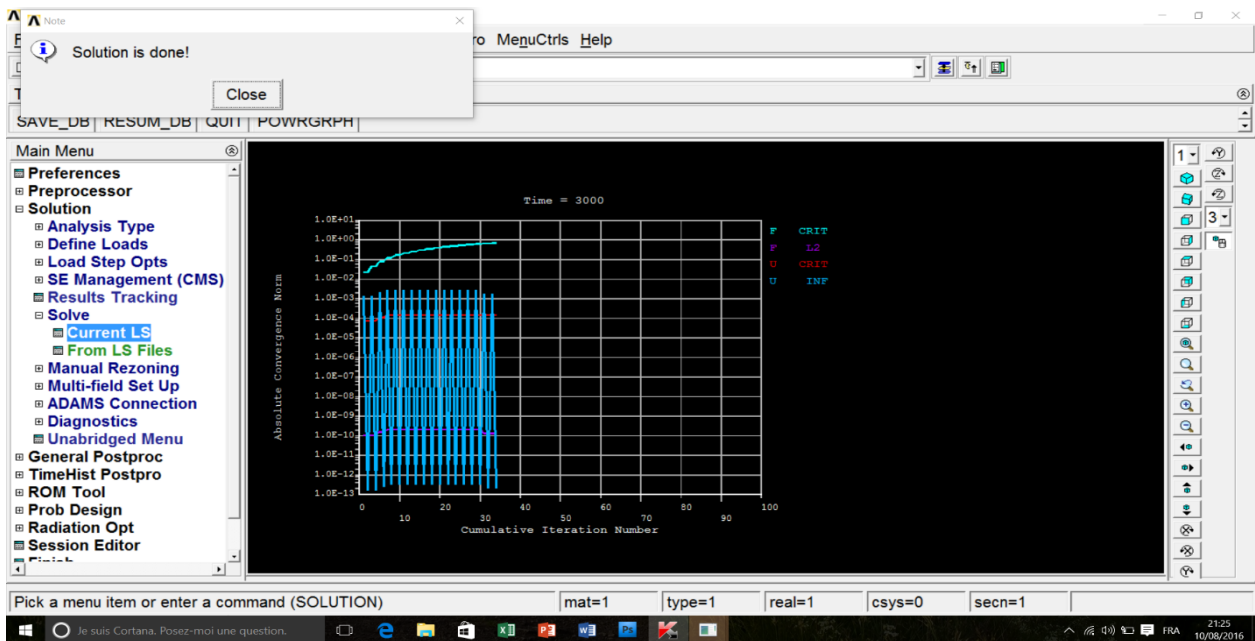 Note
Solution is done!
Close
ro MenuCtrls Help
SAVE_DB RESUM_DB QUIT POWRGRPH
Main Menu
Preferences
Preprocessor
Solution
Analysis Type
Define Loads
Load Step Opts
SE Management (CMS)
Results Tracking
Solve
Current LS
From LS Files
Manual Rezoning
Multi-field Set Up
ADAMS Connection
Diagnostics
Unabridged Menu
General Postproc
TimeHist Postpro
ROM Tool
Prob Design
Radiation Opt
Session Editor
Time = 3000
F CRIT
F L2
U CRIT
U INF
Absolute Convergence Norm
1.0E+01
1.0E+00
1.0E-01
1.0E-02
1.0E-03
1.0E-04
1.0E-05
1.0E-06
1.0E-07
1.0E-08
1.0E-09
1.0E-10
1.0E-11
1.0E-12
1.0E-13
0 20 40 60 80 100
10 30 50 70 90
Cumulative Iteration Number
1
3
Pick a menu item or enter a command (SOLUTION)
mat=1
type=1
real=1
csys=0
secn=1
Je suis Cortana. Posez-moi une question.
FRA
21:25
10/08/2016